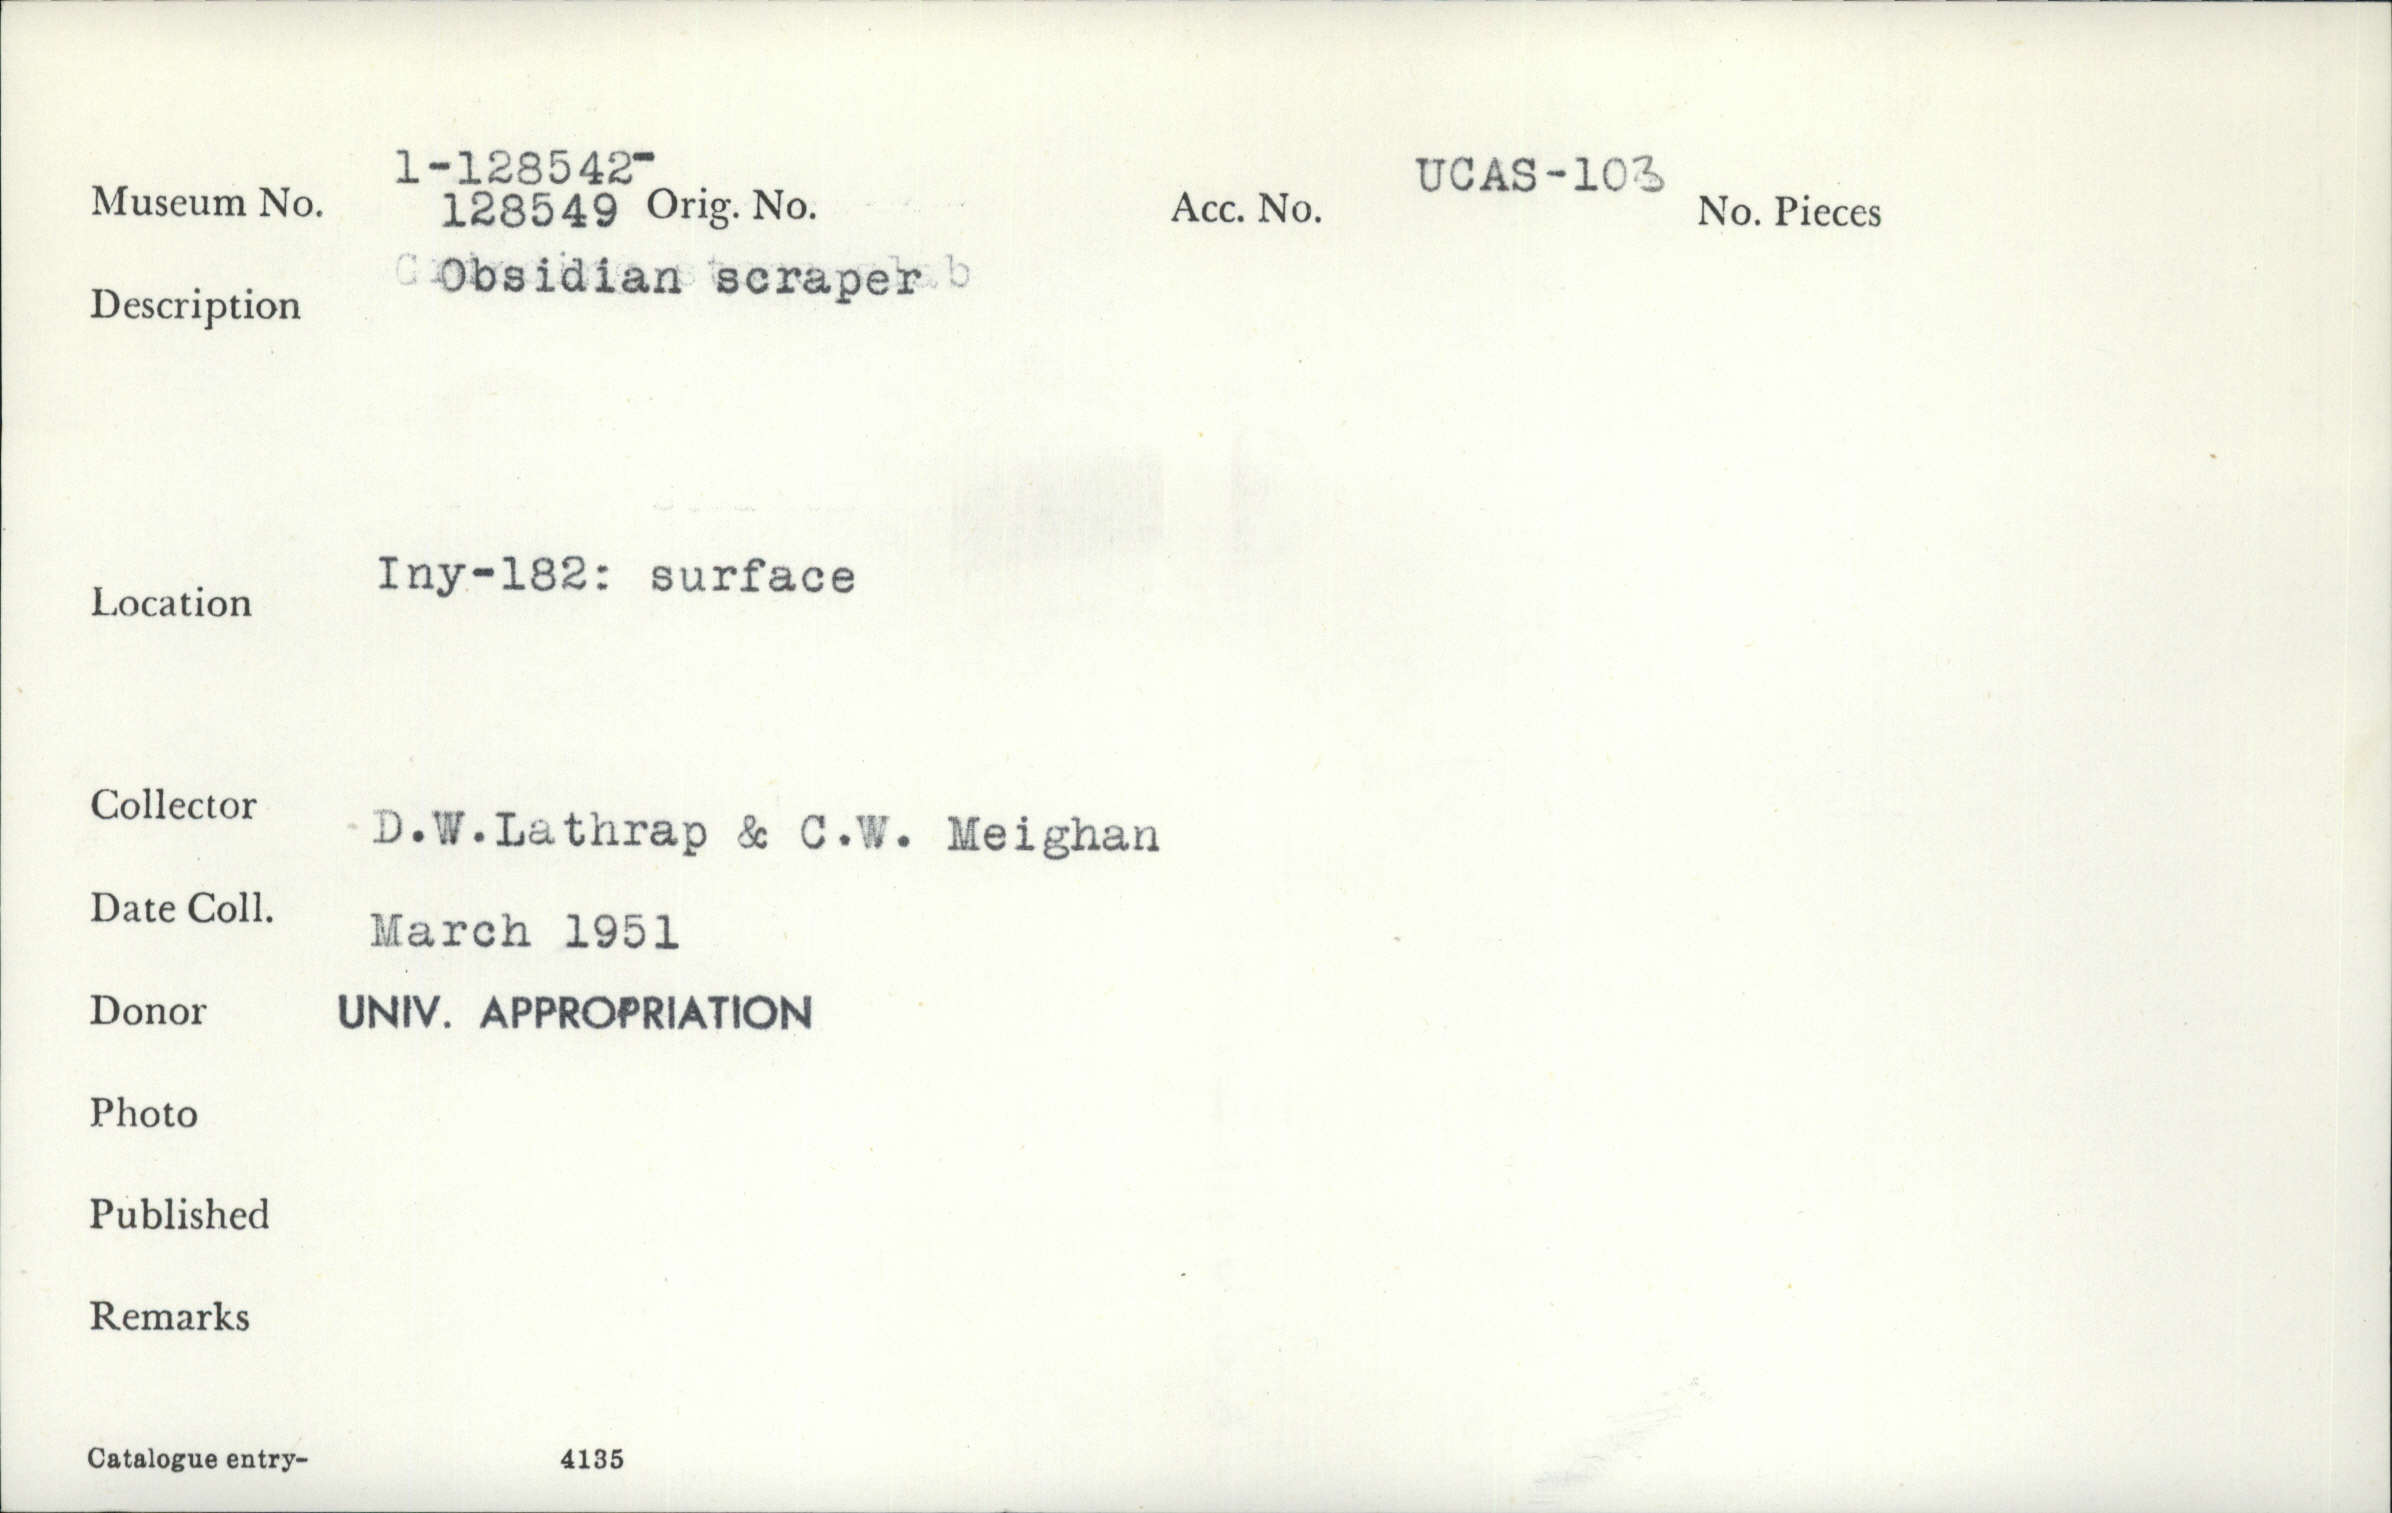 1-128542-
Museum No. 128549 Orig. No. Acc. No. UCAS-103 No. Pieces
Description Obsidian scraper
Location Iny-182: surface
Collector D.W.Lathrap & C.W. Meighan
Date Coll. March 1951
Donor UNIV. APPROPRIATION
Photo
Published
Remarks
Catalogue entry- 4135